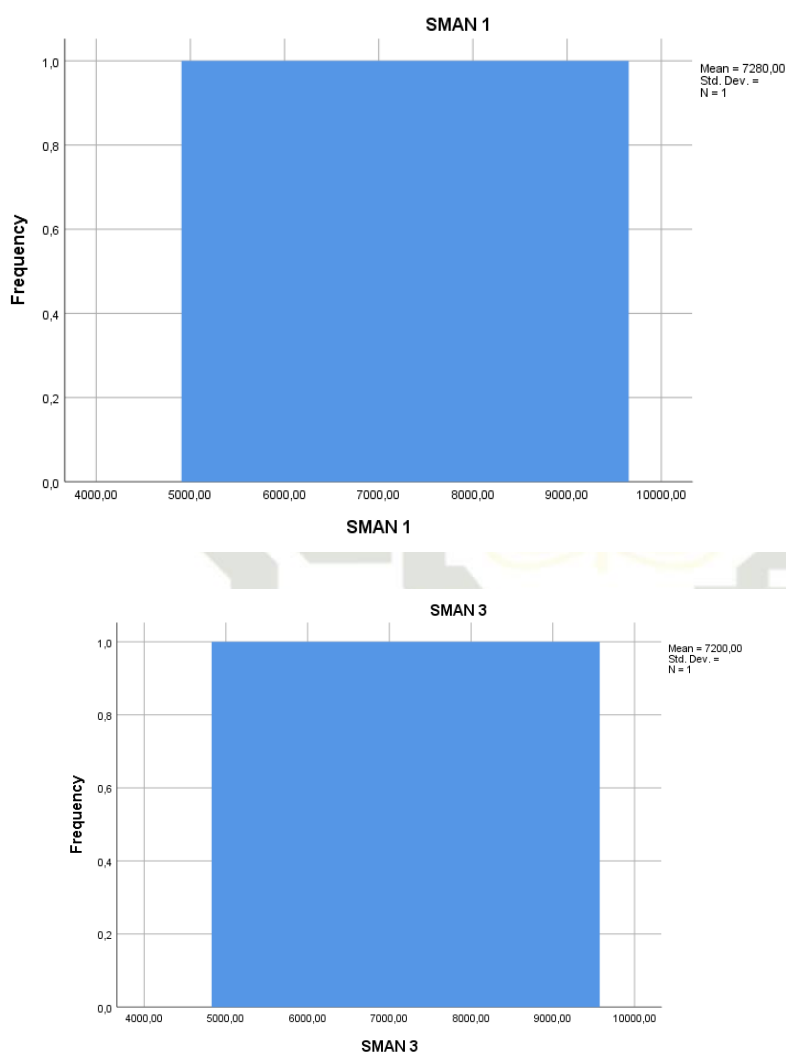 SMAN 1
Mean = 7280,00
Std. Dev. =
N = 1
1,0
0,8
0,6
0,4
0,2
0,0
Frequency
4000,00 5000,00 6000,00 7000,00 8000,00 9000,00 10000,00
SMAN 1
SMAN 3
Mean = 7200,00
Std. Dev. =
N = 1
1,0
0,8
0,6
0,4
0,2
0,0
Frequency
4000,00 5000,00 6000,00 7000,00 8000,00 9000,00 10000,00
SMAN 3